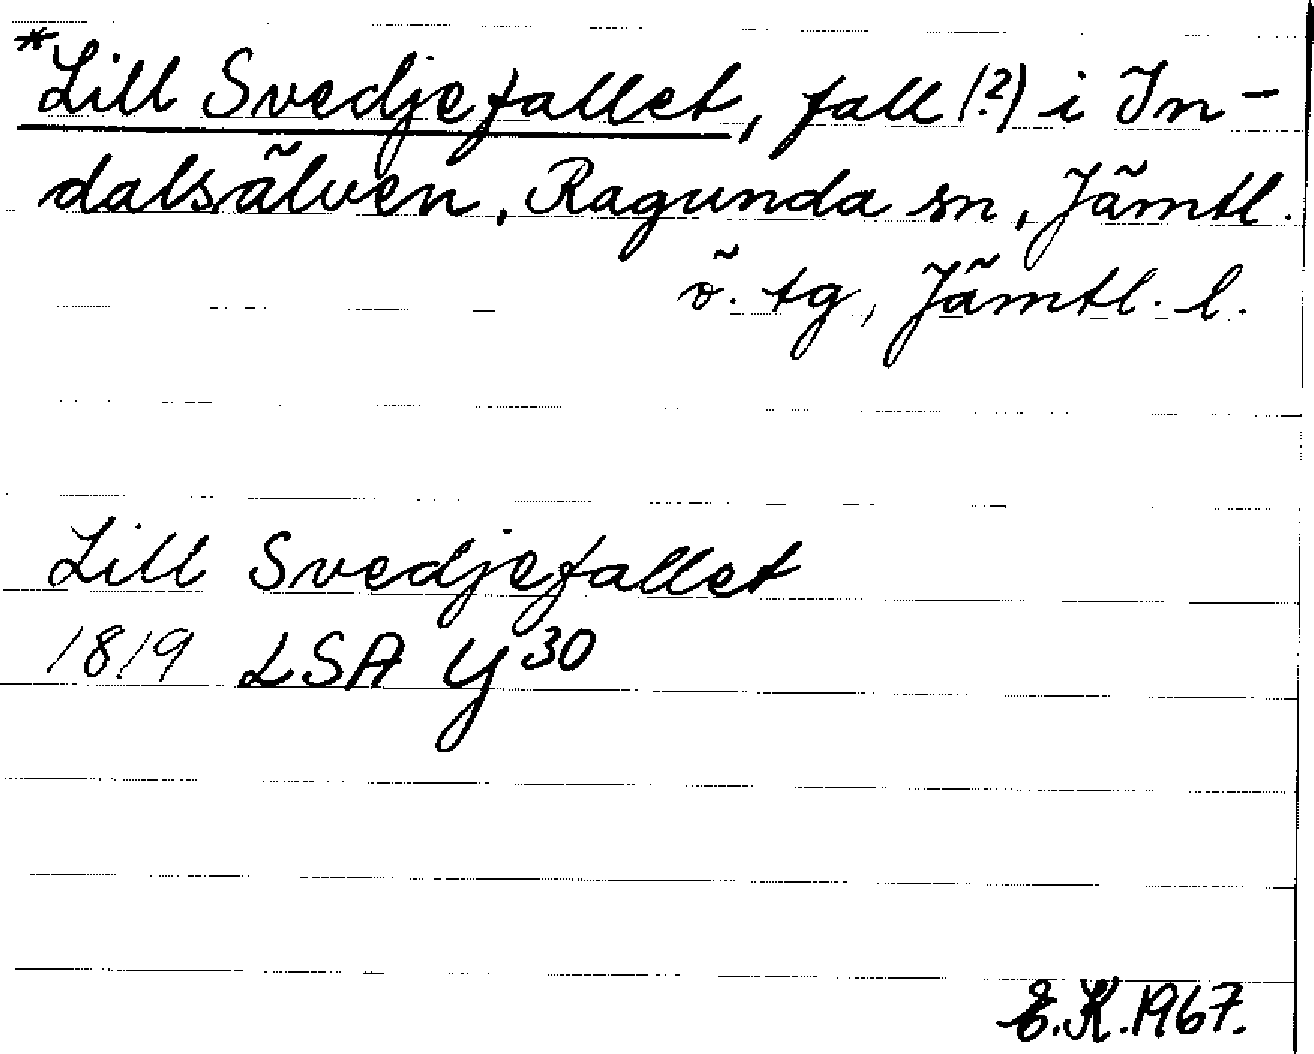 *Lill Svedjefallet, fall (?) i In-
dalsälven, Ragunda sn, Jämtl.
ö. tg, Jämtl. l.
Lill Svedjefallet
1819 LSA Y30
E.K.1967.